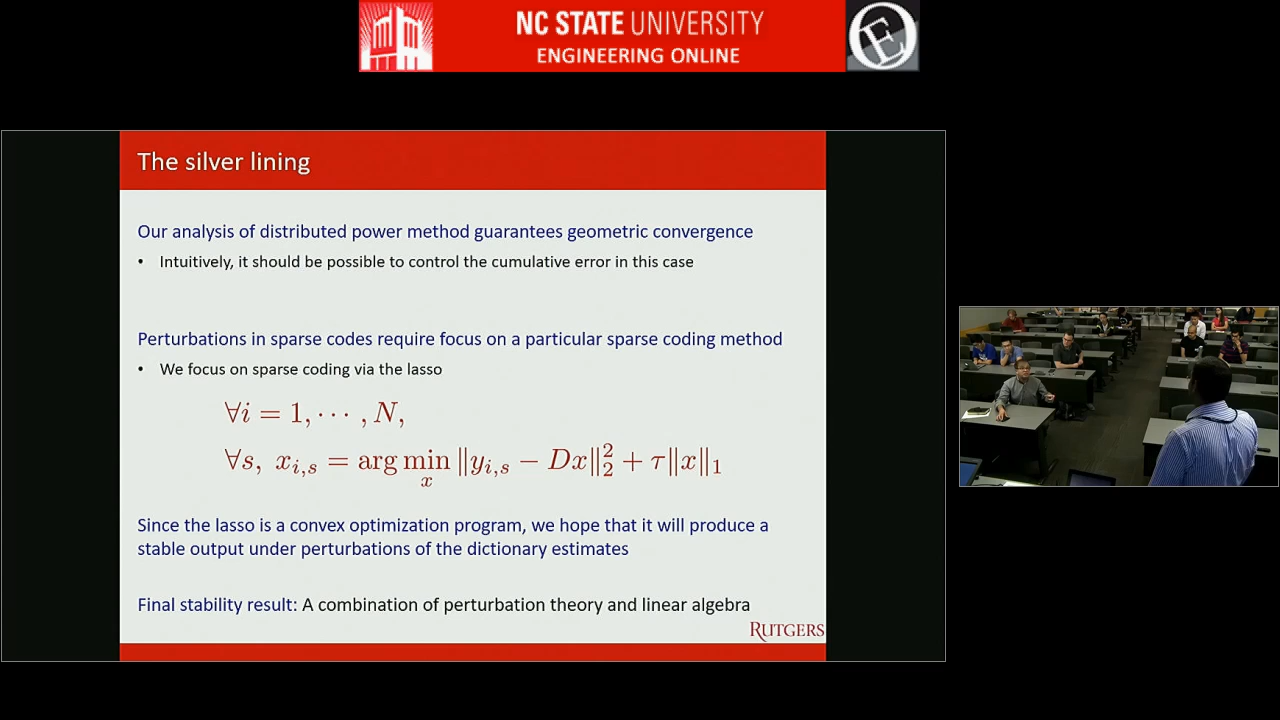 NC STATE UNIVERSITY
ENGINEERING ONLINE
The silver lining
Our analysis of distributed power method guarantees geometric convergence
• Intuitively, it should be possible to control the cumulative error in this case
Perturbations in sparse codes require focus on a particular sparse coding method
• We focus on sparse coding via the lasso
∀i = 1, ⋯ , N,
∀s, x_{i,s} = arg min_x ‖y_{i,s} − Dx‖_2^2 + τ‖x‖_1
Since the lasso is a convex optimization program, we hope that it will produce a
stable output under perturbations of the dictionary estimates
Final stability result: A combination of perturbation theory and linear algebra
RUTGERS